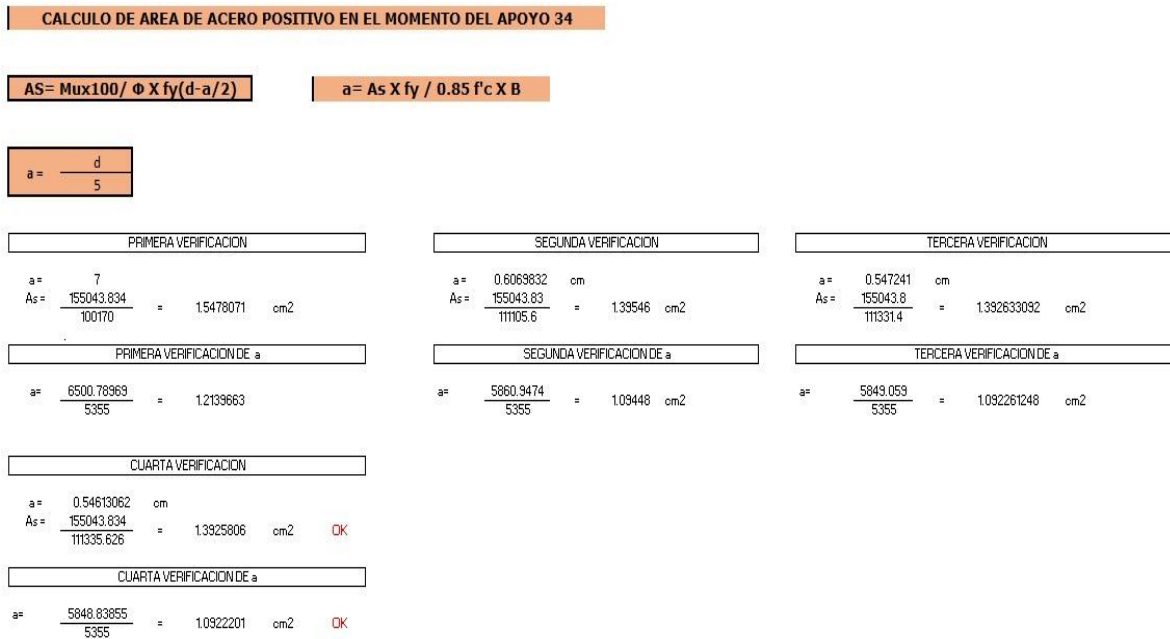 CALCULO DE AREA DE ACERO POSITIVO EN EL MOMENTO DEL APOYO 34
AS= Mux100/ Φ X fy(d-a/2)
a= As X fy / 0.85 f'c X B
a = d
5
PRIMERA VERIFICACION
a = 7
As = 155043.834 = 1.5478071 cm2
100170
PRIMERA VERIFICACION DE a
a= 6500.78969 = 1.2139663
5355
SEGUNDA VERIFICACION
a = 0.6069832 cm
As = 155043.83 = 1.39546 cm2
111105.6
SEGUNDA VERIFICACION DE a
a= 5860.9474 = 1.09448 cm2
5355
TERCERA VERIFICACION
a = 0.547241 cm
As = 155043.8 = 1.392633092 cm2
111331.4
TERCERA VERIFICACION DE a
a= 5849.059 = 1.092261248 cm2
5355
CUARTA VERIFICACION
a = 0.54613062 cm
As = 155043.834 = 1.3925806 cm2 OK
111335.626
CUARTA VERIFICACION DE a
a= 5848.83855 = 1.0922201 cm2 OK
5355